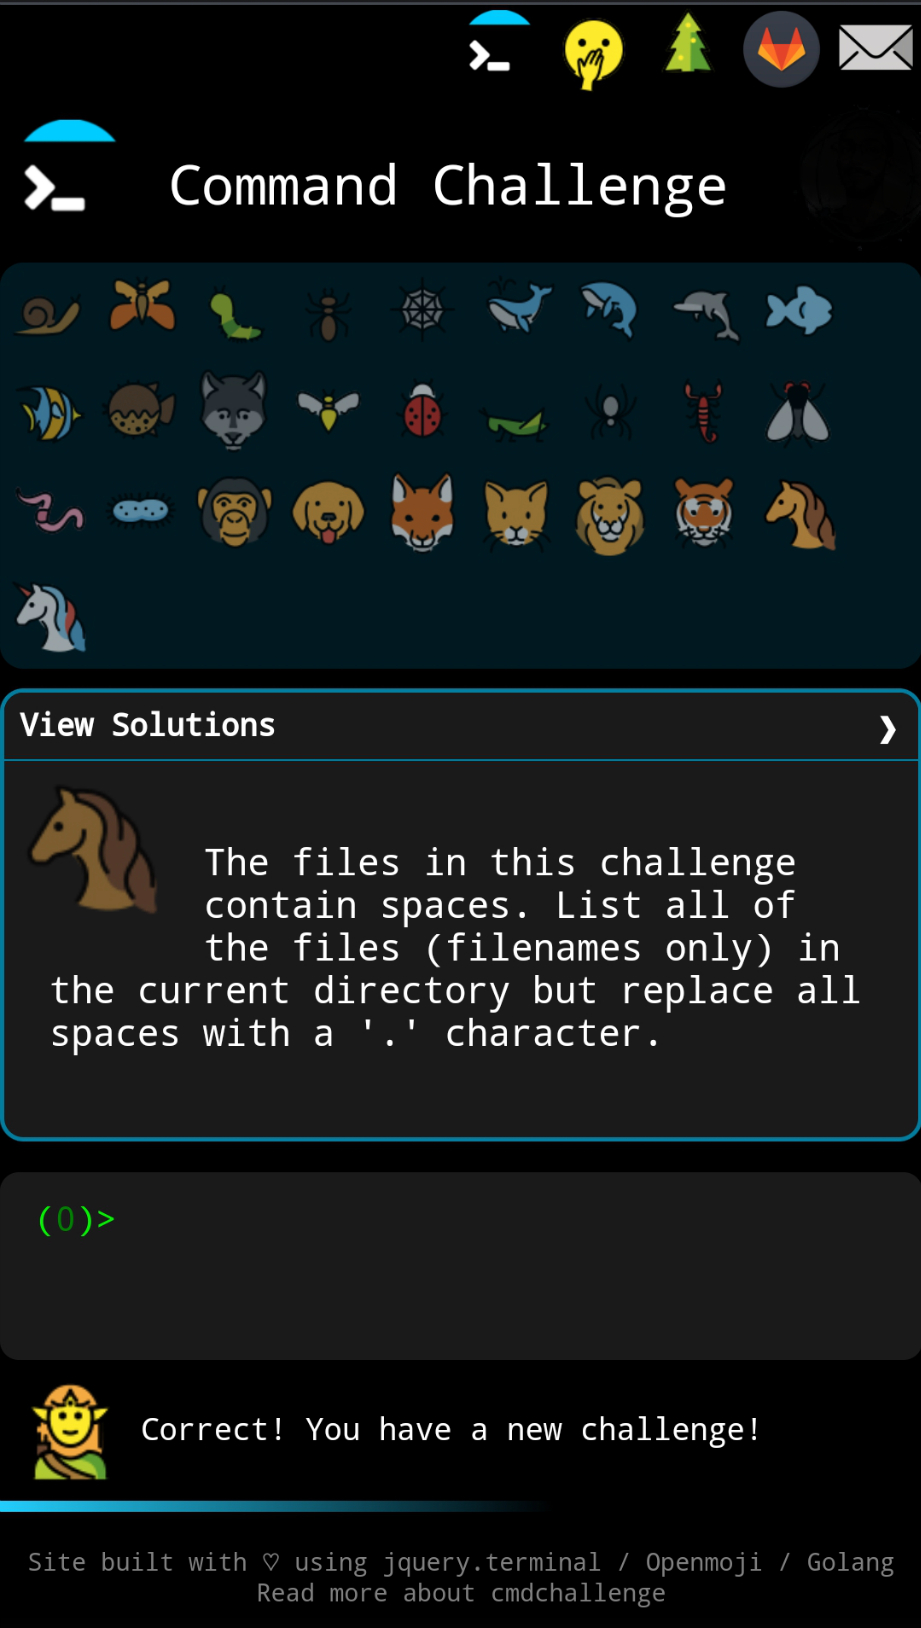 Command Challenge
View Solutions ❯
The files in this challenge
contain spaces. List all of
the files (filenames only) in
the current directory but replace all
spaces with a '.' character.
(0)>
Correct! You have a new challenge!
Site built with ♡ using jquery.terminal / Openmoji / Golang
Read more about cmdchallenge